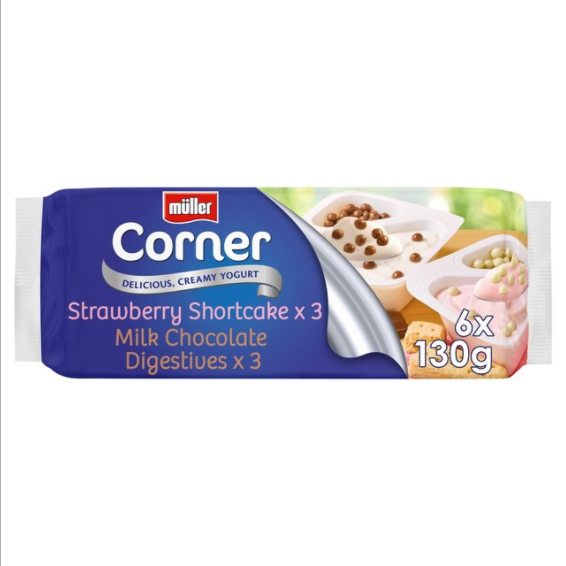 müller
Corner
DELICIOUS, CREAMY YOGURT
Strawberry Shortcake x 3
Milk Chocolate
Digestives x 3
6x
130g